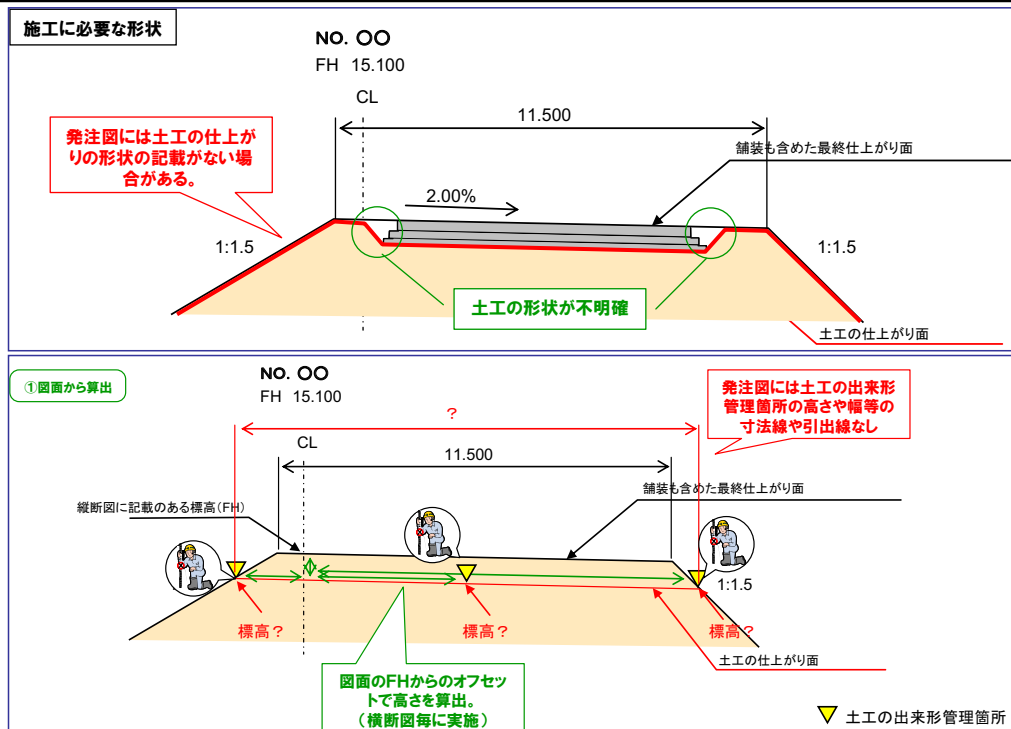 施工に必要な形状
NO. 〇〇
FH 15.100
CL
11.500
発注図には土工の仕上が
りの形状の記載がない場
合がある。
舗装も含めた最終仕上がり面
2.00%
1:1.5
1:1.5
土工の形状が不明確
土工の仕上がり面
①図面から算出
NO. 〇〇
FH 15.100
発注図には土工の出来形
管理箇所の高さや幅等の
寸法線や引出線なし
?
CL
11.500
舗装も含めた最終仕上がり面
縦断図に記載のある標高(FH)
1:1.5
標高?
標高?
標高?
土工の仕上がり面
図面のFHからのオフセッ
トで高さを算出。
(横断図毎に実施)
土工の出来形管理箇所